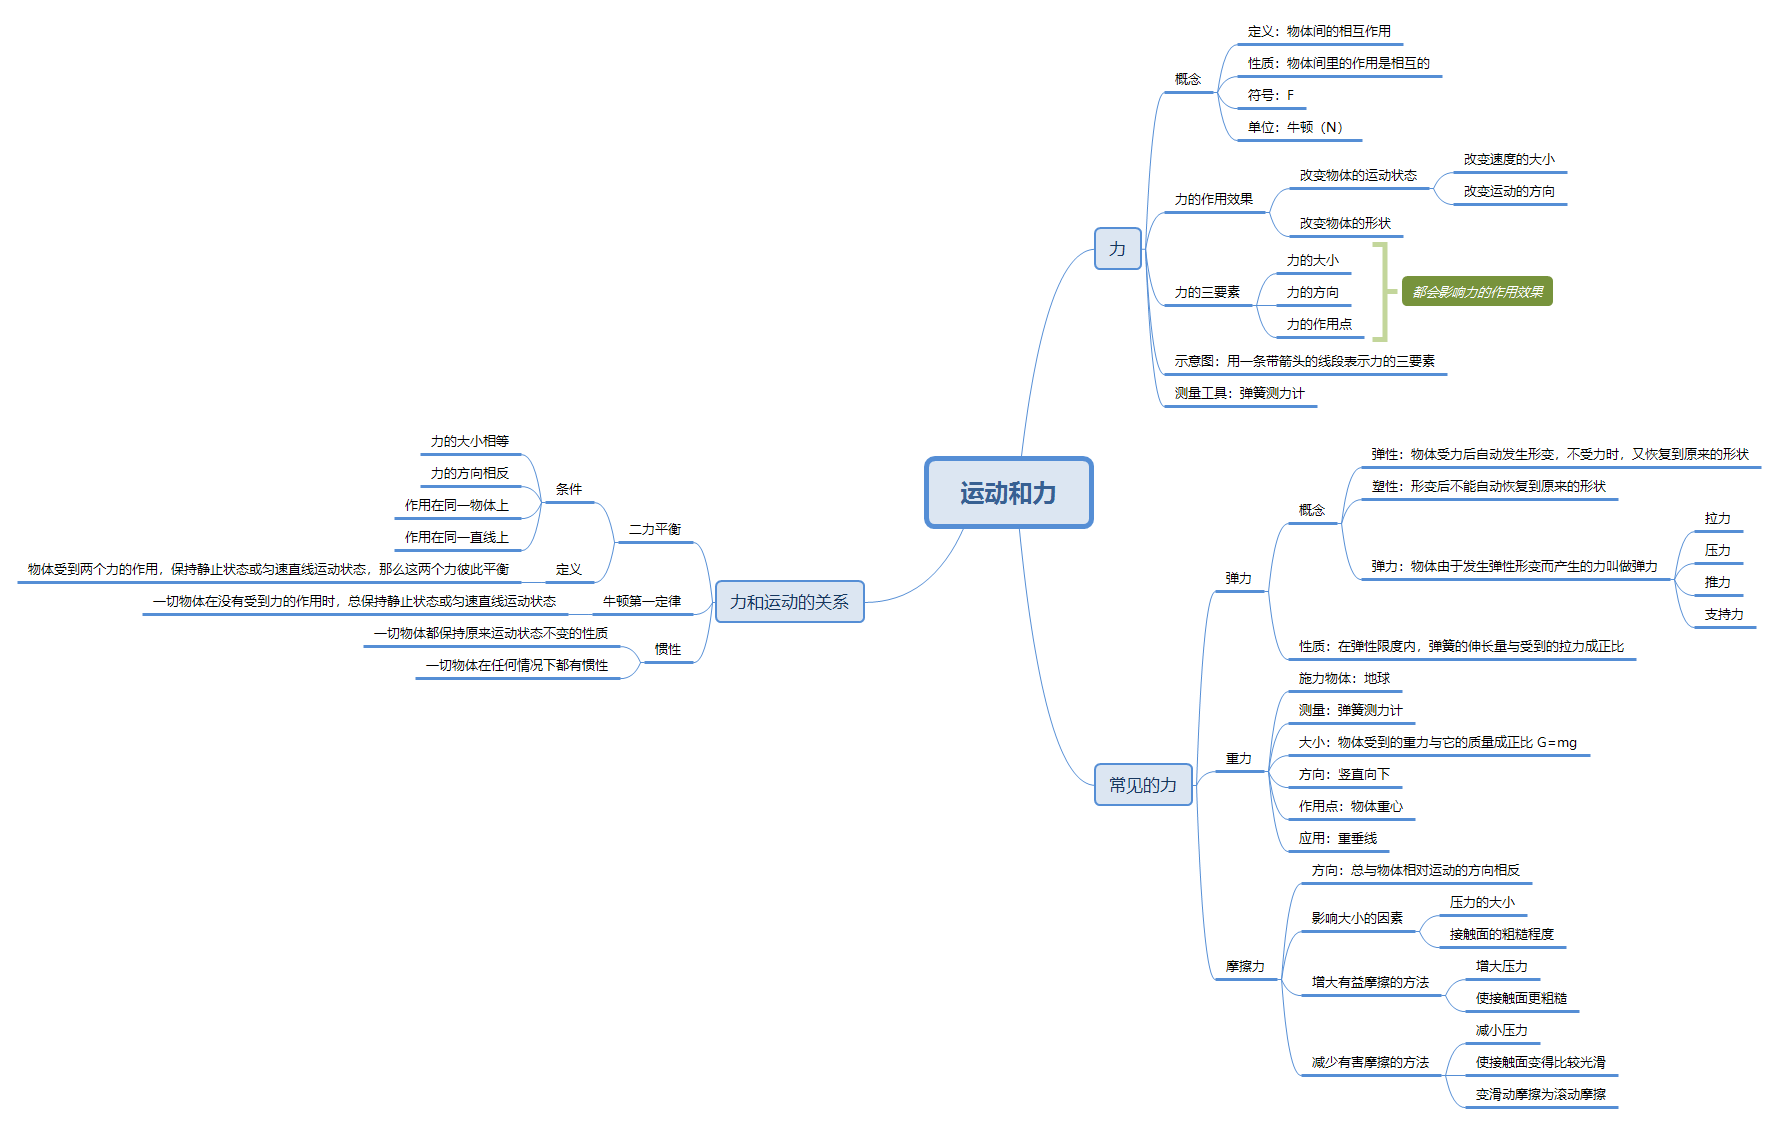 运动和力
力
概念
定义：物体间的相互作用
性质：物体间里的作用是相互的
符号：F
单位：牛顿（N）
力的作用效果
改变物体的运动状态
改变速度的大小
改变运动的方向
改变物体的形状
力的三要素
力的大小
力的方向
力的作用点
都会影响力的作用效果
示意图：用一条带箭头的线段表示力的三要素
测量工具：弹簧测力计
常见的力
弹力
概念
弹性：物体受力后自动发生形变，不受力时，又恢复到原来的形状
塑性：形变后不能自动恢复到原来的形状
弹力：物体由于发生弹性形变而产生的力叫做弹力
拉力
压力
推力
支持力
性质：在弹性限度内，弹簧的伸长量与受到的拉力成正比
重力
施力物体：地球
测量：弹簧测力计
大小：物体受到的重力与它的质量成正比 G=mg
方向：竖直向下
作用点：物体重心
应用：重垂线
摩擦力
方向：总与物体相对运动的方向相反
影响大小的因素
压力的大小
接触面的粗糙程度
增大有益摩擦的方法
增大压力
使接触面更粗糙
减少有害摩擦的方法
减小压力
使接触面变得比较光滑
变滑动摩擦为滚动摩擦
力和运动的关系
二力平衡
条件
力的大小相等
力的方向相反
作用在同一物体上
作用在同一直线上
定义
物体受到两个力的作用，保持静止状态或匀速直线运动状态，那么这两个力彼此平衡
牛顿第一定律
一切物体在没有受到力的作用时，总保持静止状态或匀速直线运动状态
惯性
一切物体都保持原来运动状态不变的性质
一切物体在任何情况下都有惯性